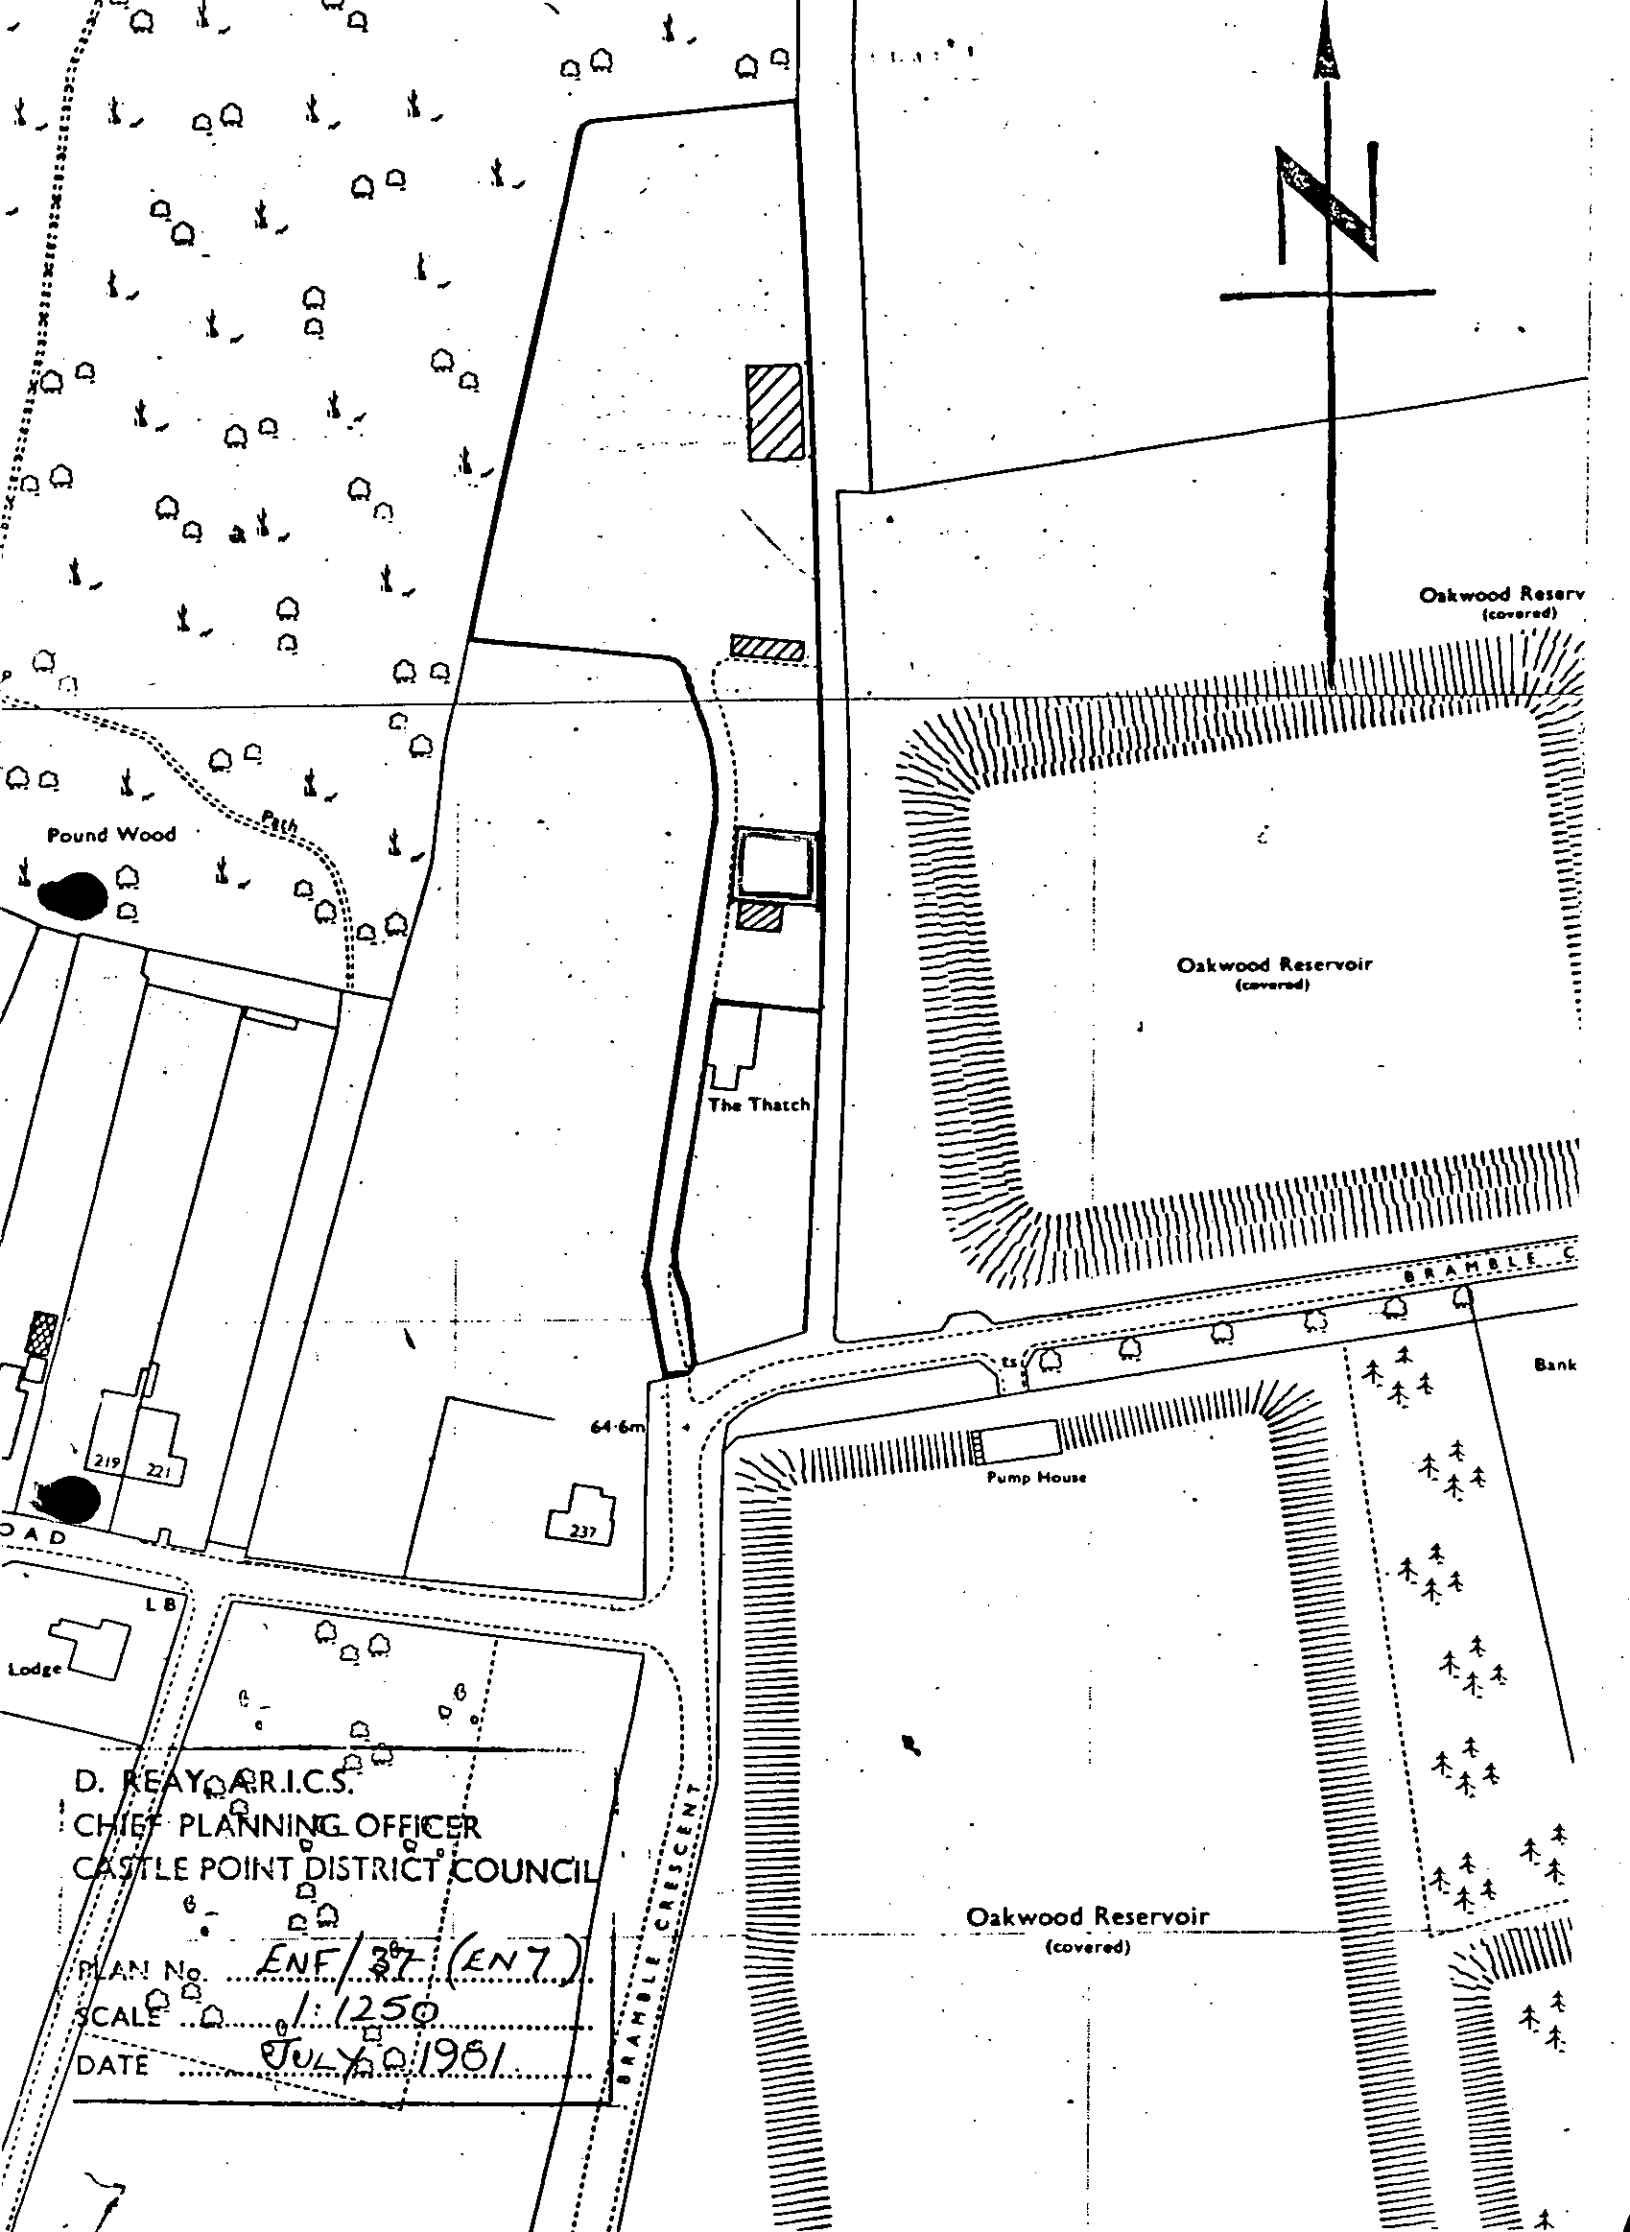 N
Oakwood Reserv
(covered)
Path
Pound Wood
Oakwood Reservoir
(covered)
The Thatch
BRAMBLE C
ts
Bank
64·6m
Pump House
219
221
237
OAD
LB
Lodge
D. REAY, A.R.I.C.S.
CHIEF PLANNING OFFICER
CASTLE POINT DISTRICT COUNCIL
BRAMBLE CRESCENT
Oakwood Reservoir
(covered)
PLAN No. ENF/37 (EN7)
SCALE 1:1250
DATE JULY 1981